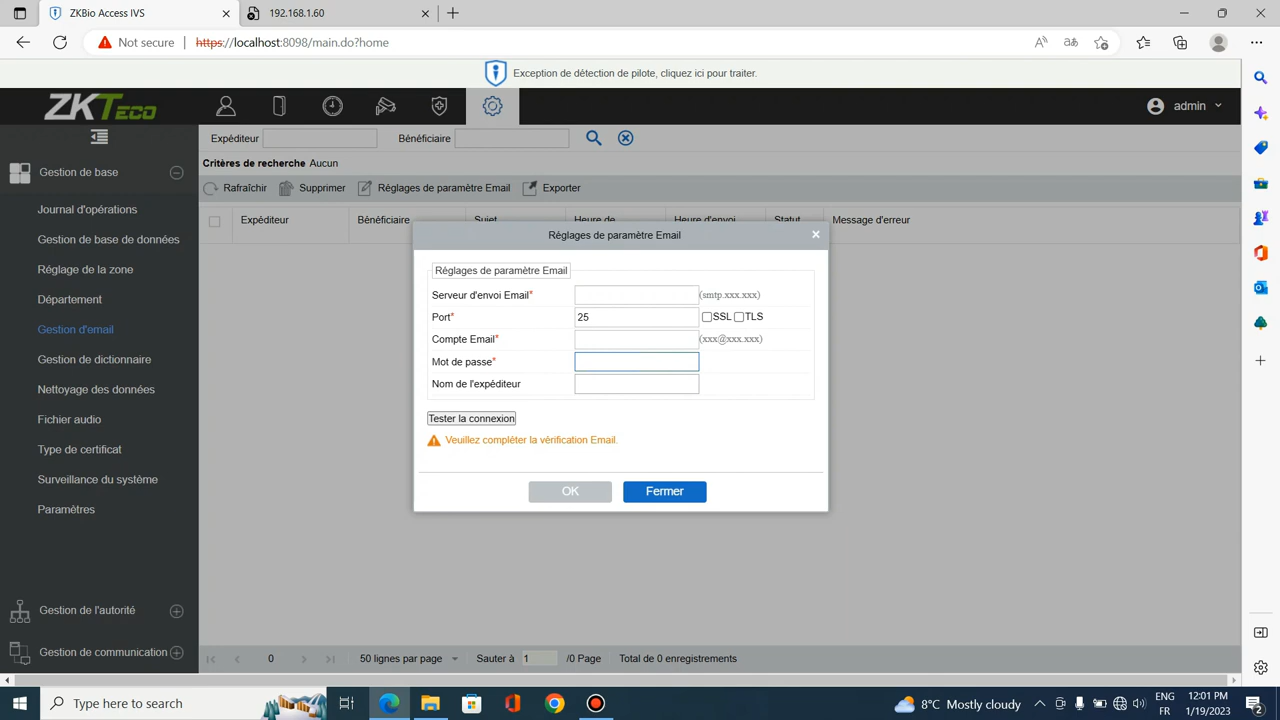 ZKBio Access IVS
192.168.1.60
Not secure
https://localhost:8098/main.do?home
Exception de détection de pilote, cliquez ici pour traiter.
ZKTeco
admin
Expéditeur
Bénéficiaire
Critères de recherche Aucun
Gestion de base
Rafraîchir
Supprimer
Réglages de paramètre Email
Exporter
Journal d'opérations
Gestion de base de données
Réglage de la zone
Département
Gestion d'email
Gestion de dictionnaire
Nettoyage des données
Fichier audio
Type de certificat
Surveillance du système
Paramètres
Gestion de l'autorité
Gestion de communication
Expéditeur
Bénéficiaire
Sujet
Heure de
Heure d'envoi
Statut
Message d'erreur
Réglages de paramètre Email
Réglages de paramètre Email
Serveur d'envoi Email*
(smtp.xxx.xxx)
Port*
25
SSL
TLS
Compte Email*
(xxx@xxx.xxx)
Mot de passe*
Nom de l'expéditeur
Tester la connexion
Veuillez compléter la vérification Email.
OK
Fermer
0
50 lignes par page
Sauter à
1
/0 Page
Total de 0 enregistrements
Type here to search
8°C Mostly cloudy
ENG
FR
12:01 PM
1/19/2023
2